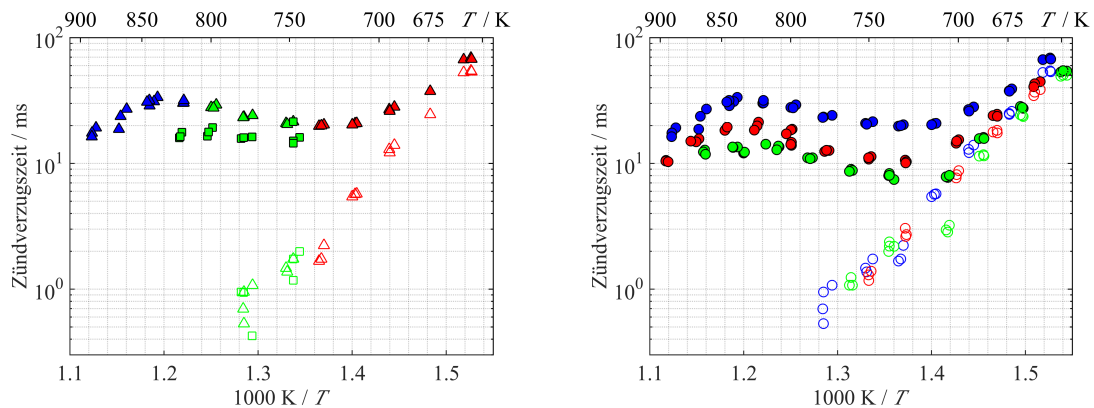 900 850 800 750 700 675 T / K
10² 
10¹
10⁰
Zündverzugszeit / ms
1.1 1.2 1.3 1.4 1.5
1000 K / T
900 850 800 750 700 675 T / K
10²
10¹
10⁰
Zündverzugszeit / ms
1.1 1.2 1.3 1.4 1.5
1000 K / T